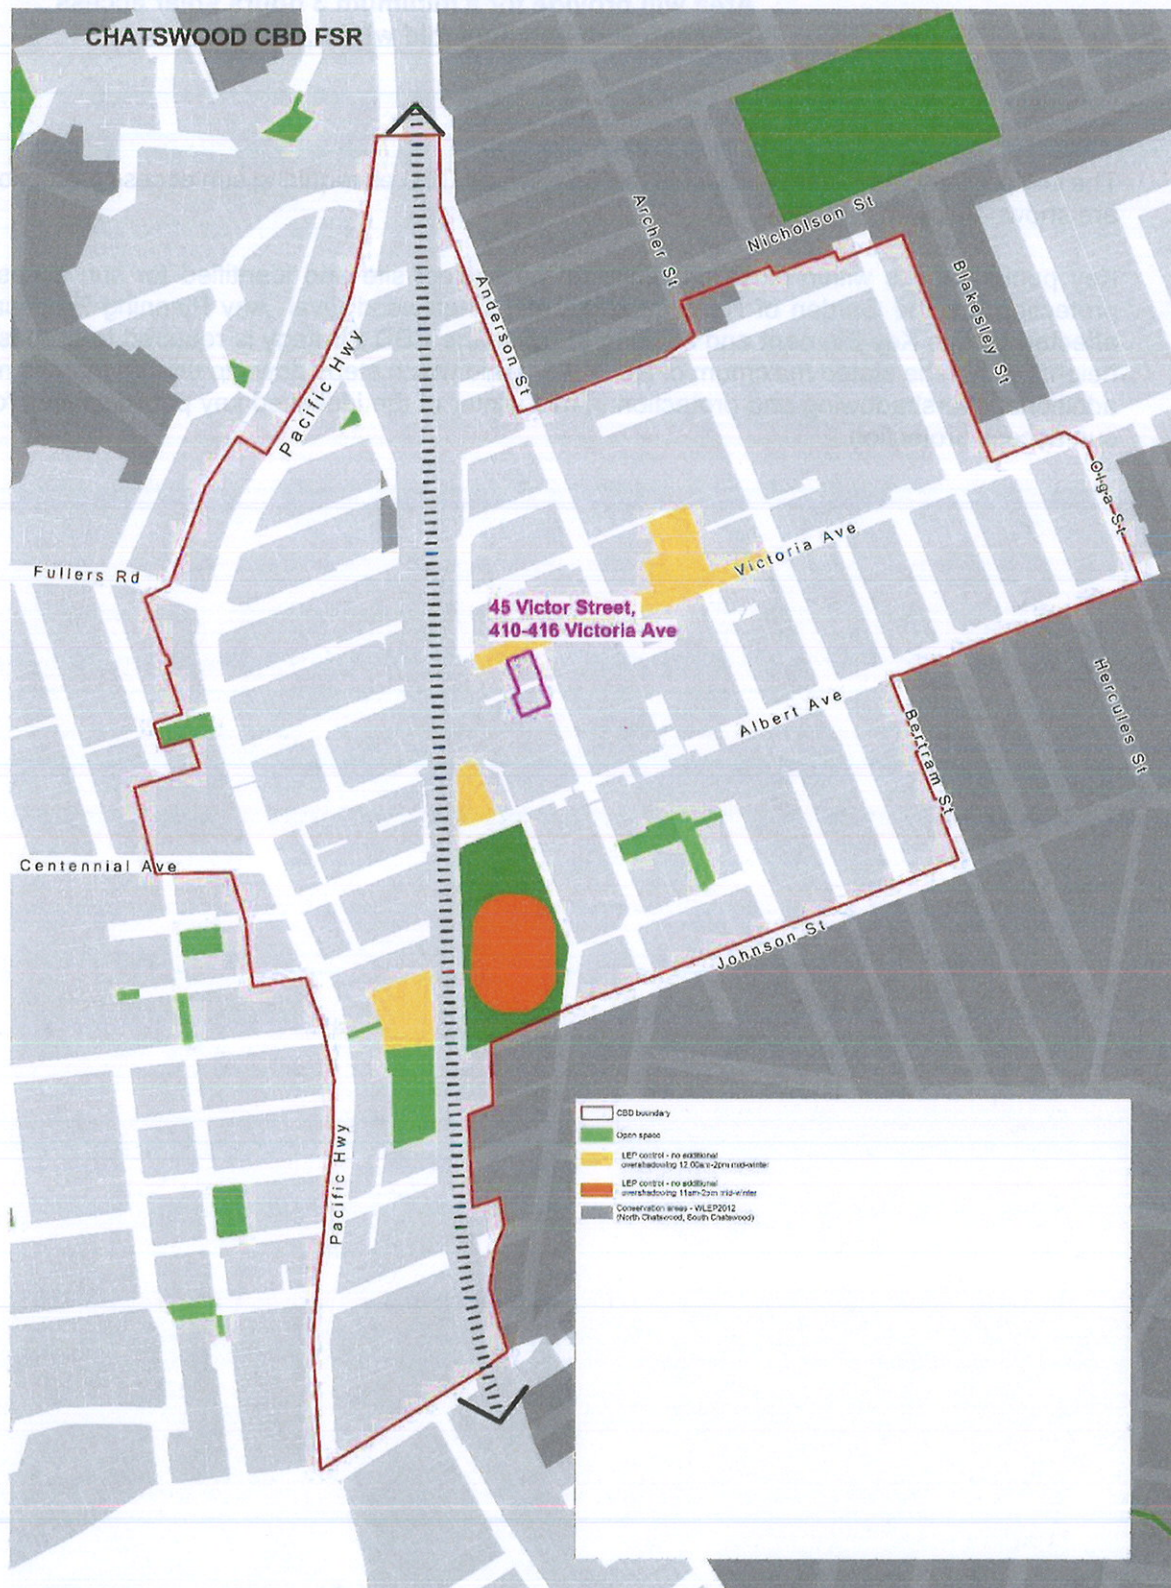 CHATSWOOD CBD FSR
Archer St
Nicholson St
Blakesley St
Anderson St
Pacific Hwy
Olga St
Victoria Ave
Fullers Rd
45 Victor Street,
410-416 Victoria Ave
Hercules St
Albert Ave
Bertram St
Centennial Ave
Johnson St
Pacific Hwy
CBD boundary
Open space
LEP control - no additional
overshadowing 12.00am-2pm mid-winter
LEP control - no additional
overshadowing 11am-2pm mid-winter
Conservation areas - WLEP2012
(North Chatswood, South Chatswood)